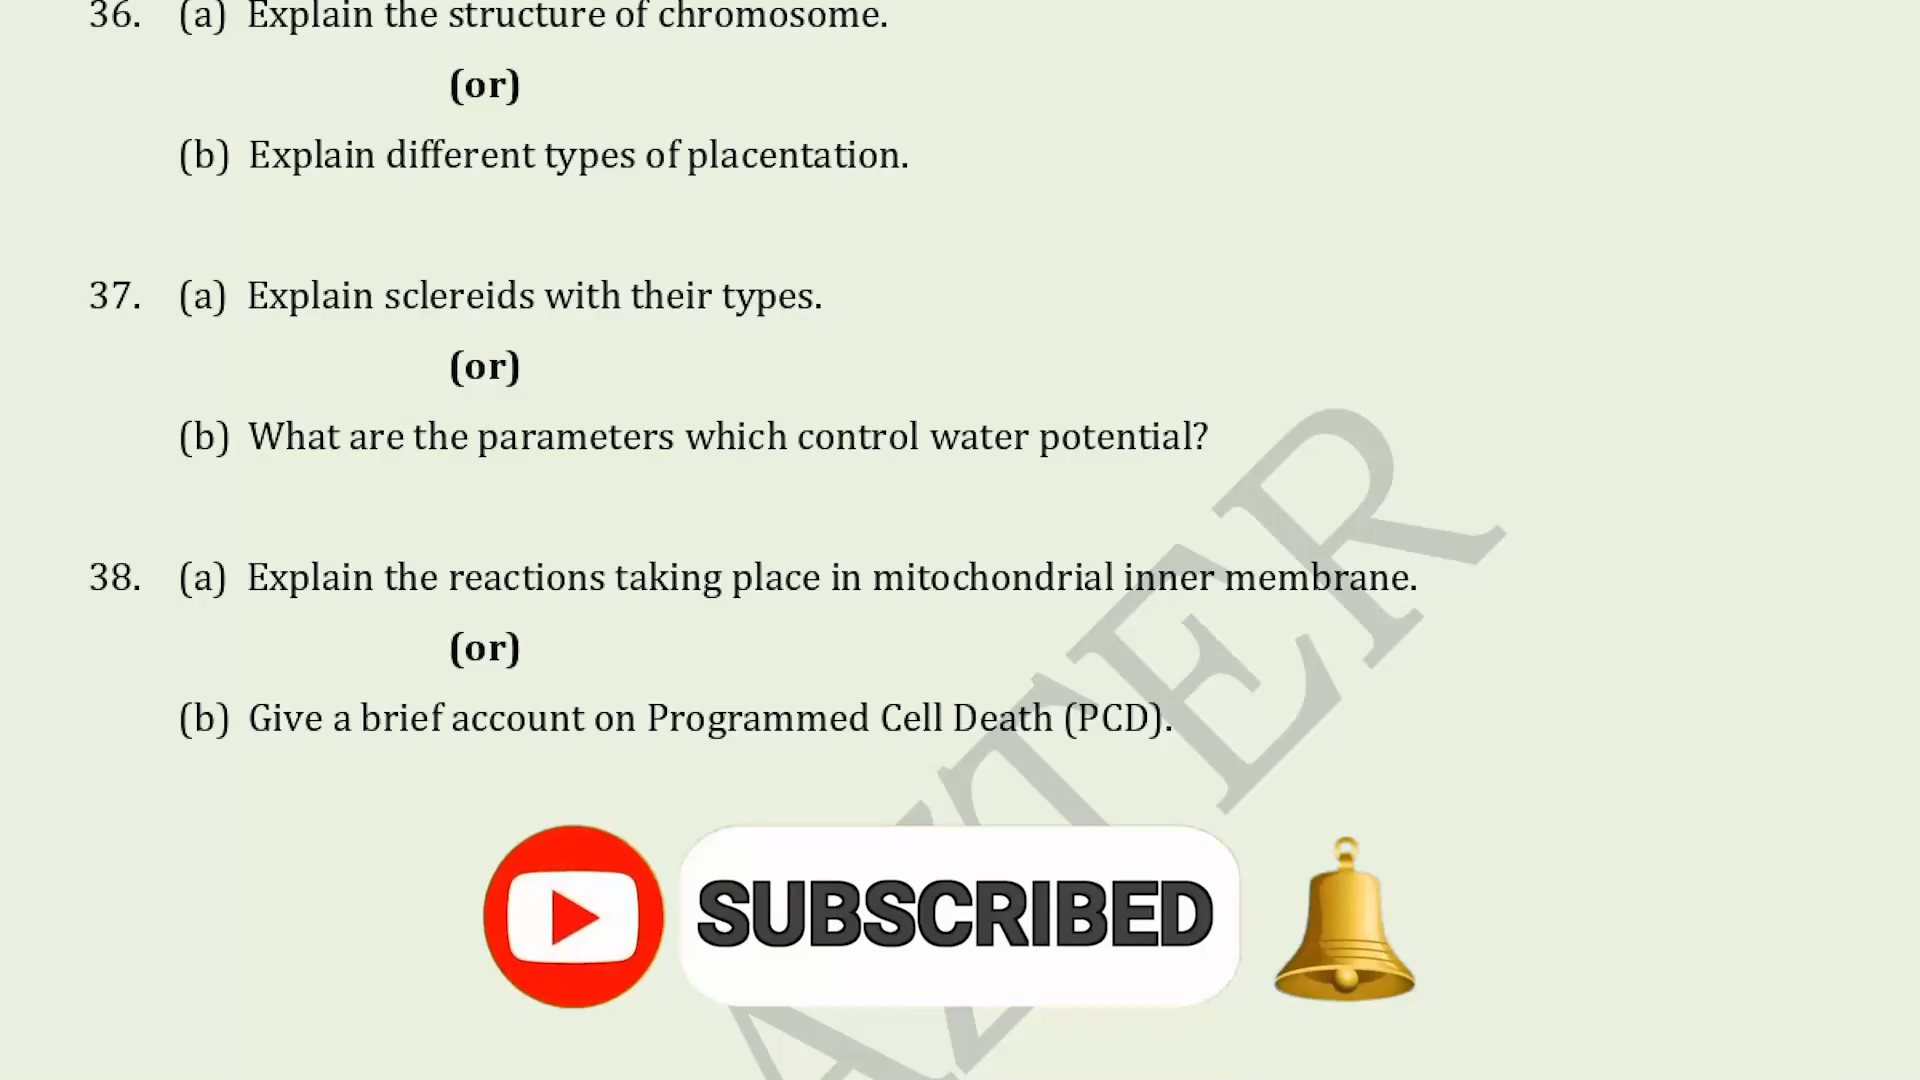 36. (a) Explain the structure of chromosome.
(or)
(b) Explain different types of placentation.
37. (a) Explain sclereids with their types.
(or)
(b) What are the parameters which control water potential?
38. (a) Explain the reactions taking place in mitochondrial inner membrane.
(or)
(b) Give a brief account on Programmed Cell Death (PCD).
SUBSCRIBED